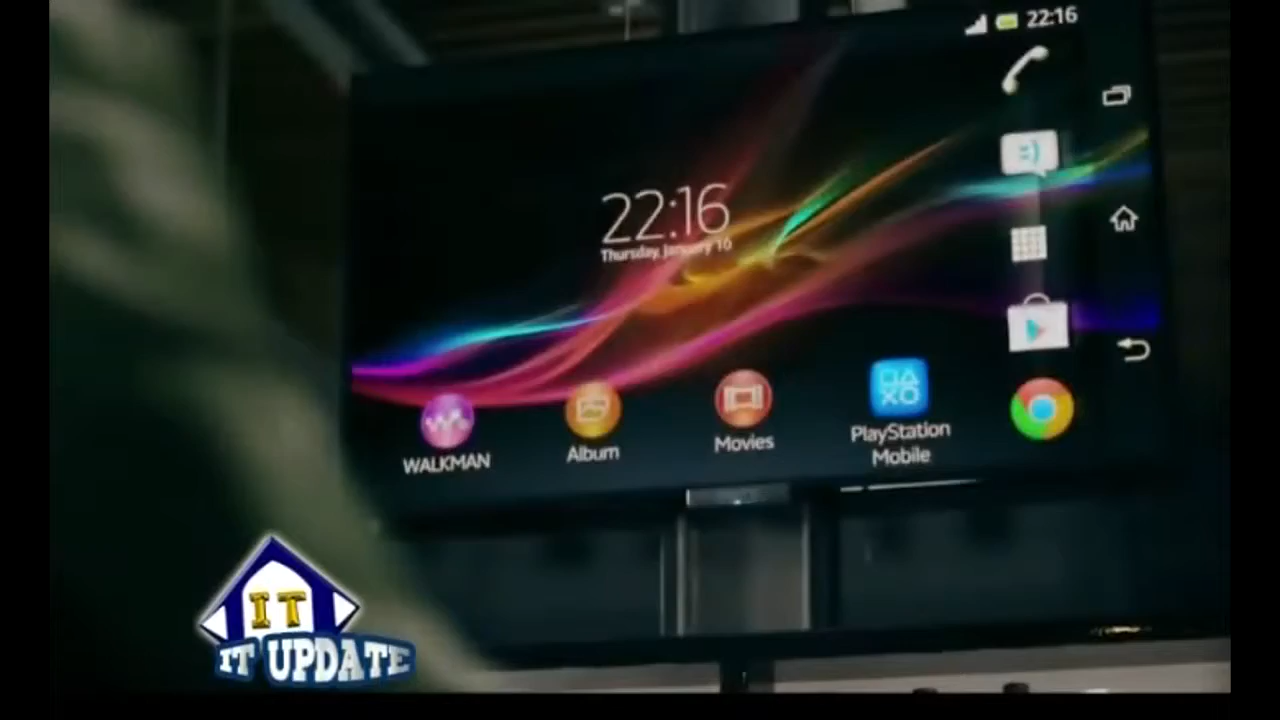 22:16
22:16
Thursday, January 10
WALKMAN
Album
Movies
PlayStation
Mobile
IT
IT UPDATE